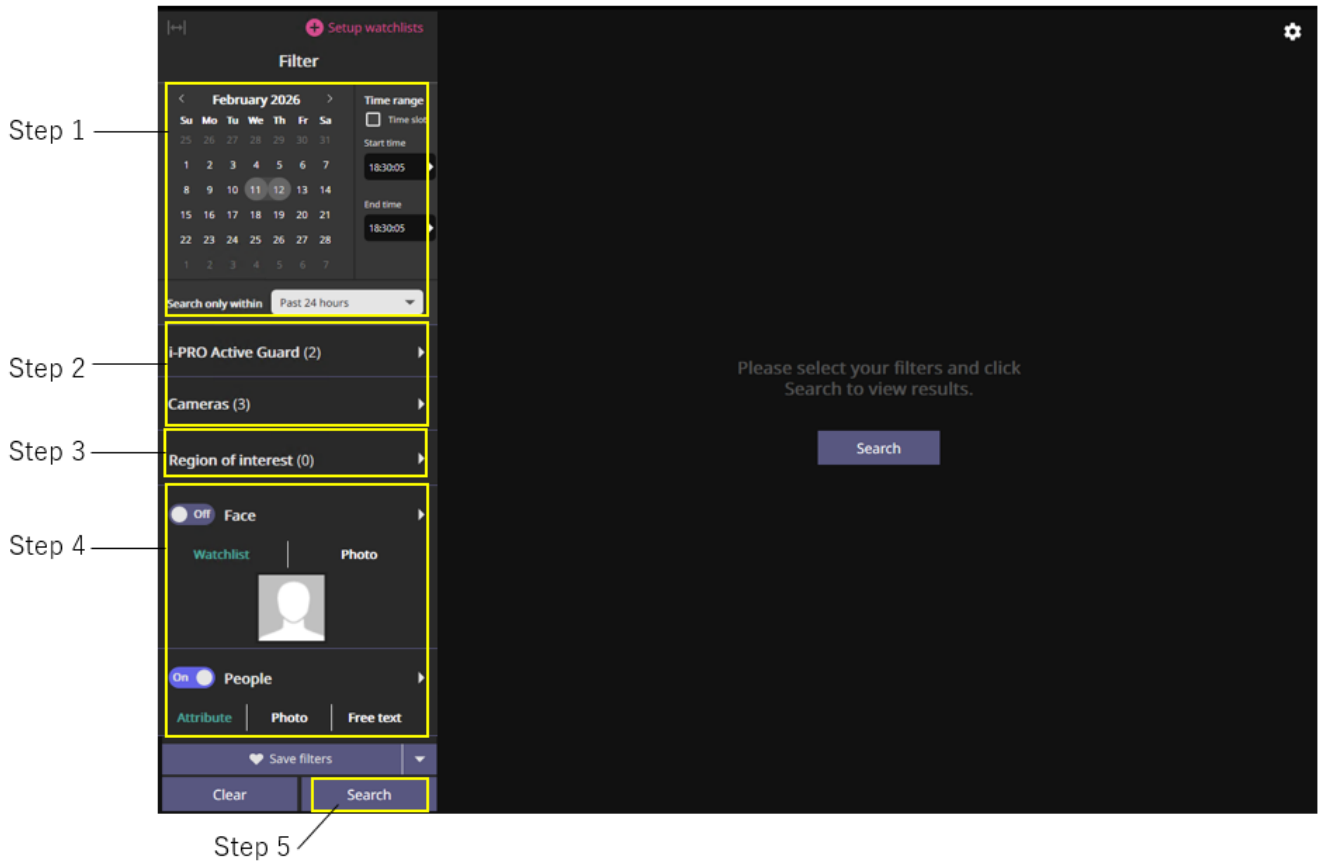 Setup watchlists
Filter
Step 1
February 2026
Su Mo Tu We Th Fr Sa
25 26 27 28 29 30 31
1 2 3 4 5 6 7
8 9 10 11 12 13 14
15 16 17 18 19 20 21
22 23 24 25 26 27 28
1 2 3 4 5 6 7
Time range
Time slot
Start time
18:30:05
End time
18:30:05
Search only within Past 24 hours
Step 2
i-PRO Active Guard (2)
Cameras (3)
Step 3
Region of interest (0)
Step 4
Off Face
Watchlist Photo
On People
Attribute Photo Free text
Save filters
Clear Search
Step 5
Please select your filters and click
Search to view results.
Search